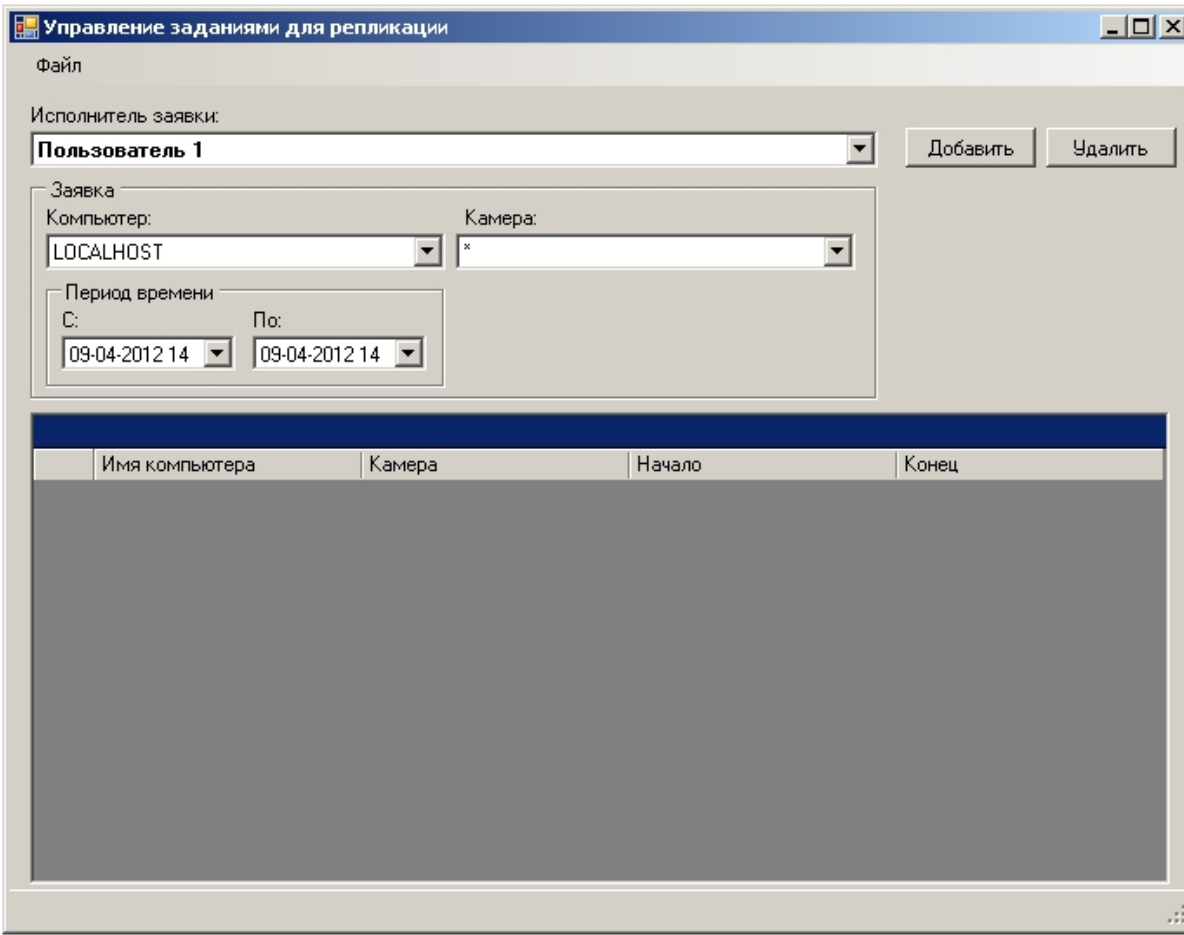 Управление заданиями для репликации
Файл
Исполнитель заявки:
Пользователь 1
Добавить Удалить
Заявка
Компьютер: Камера:
LOCALHOST *
Период времени
С: По:
09-04-2012 14 09-04-2012 14
Имя компьютера Камера Начало Конец